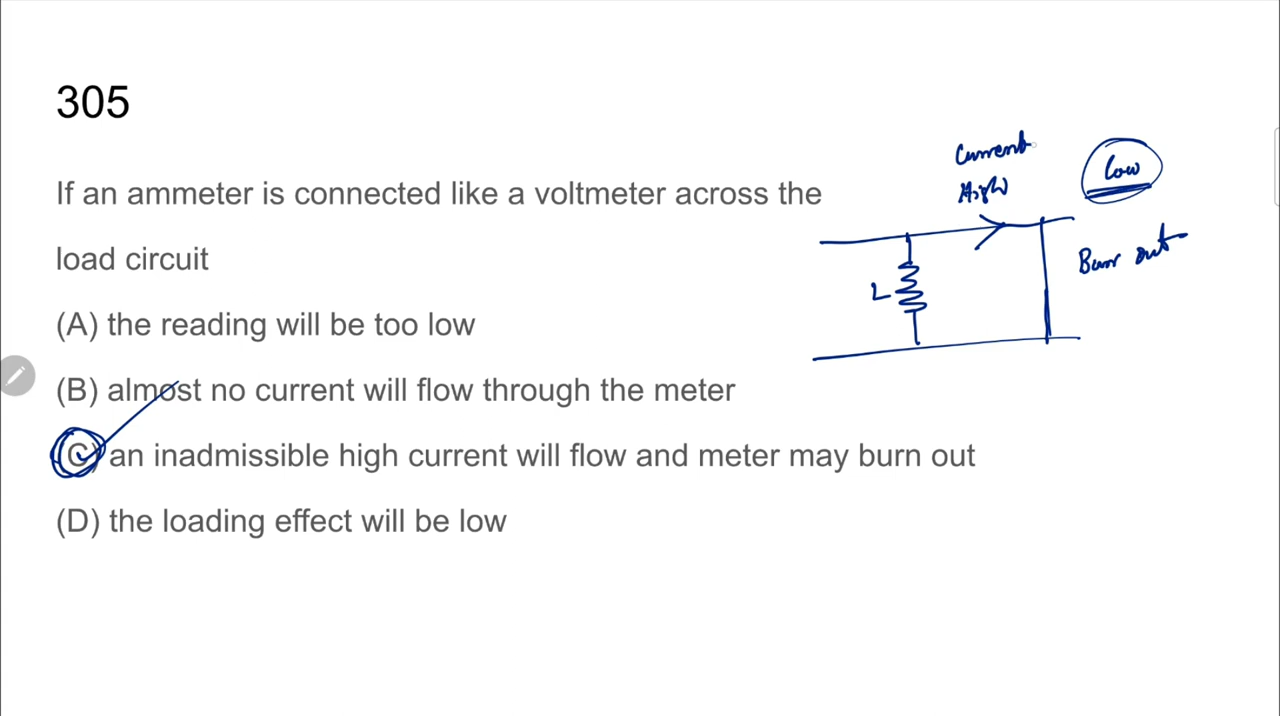 305
If an ammeter is connected like a voltmeter across the
load circuit
(A) the reading will be too low
(B) almost no current will flow through the meter
(C) an inadmissible high current will flow and meter may burn out
(D) the loading effect will be low
Current
High
Low
Burn out
L